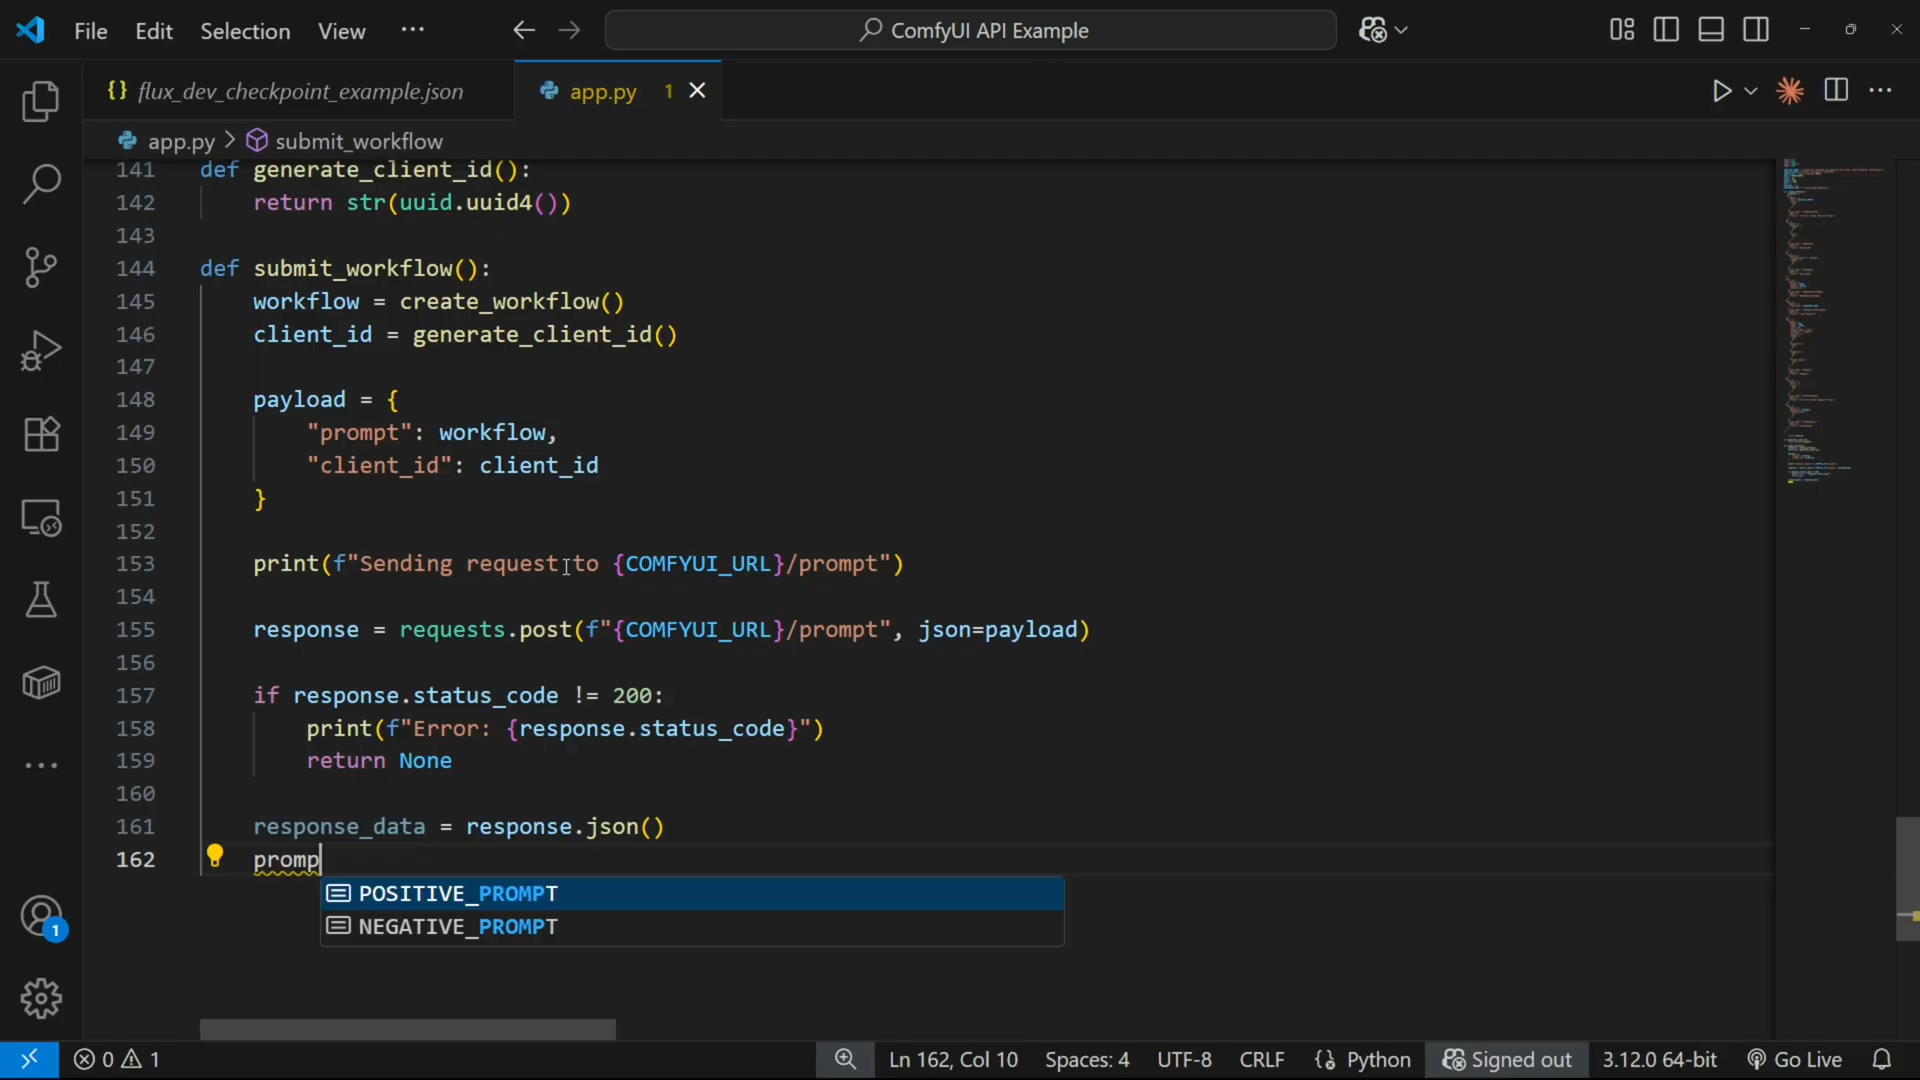 File Edit Selection View ··· ComfyUI API Example
{} flux_dev_checkpoint_example.json app.py 1
app.py > submit_workflow
141 def generate_client_id():
142 return str(uuid.uuid4())
143
144 def submit_workflow():
145 workflow = create_workflow()
146 client_id = generate_client_id()
147
148 payload = {
149 "prompt": workflow,
150 "client_id": client_id
151 }
152
153 print(f"Sending request to {COMFYUI_URL}/prompt")
154
155 response = requests.post(f"{COMFYUI_URL}/prompt", json=payload)
156
157 if response.status_code != 200:
158 print(f"Error: {response.status_code}")
159 return None
160
161 response_data = response.json()
162 promp
POSITIVE_PROMPT
NEGATIVE_PROMPT
1
0 1 Ln 162, Col 10 Spaces: 4 UTF-8 CRLF Python Signed out 3.12.0 64-bit Go Live